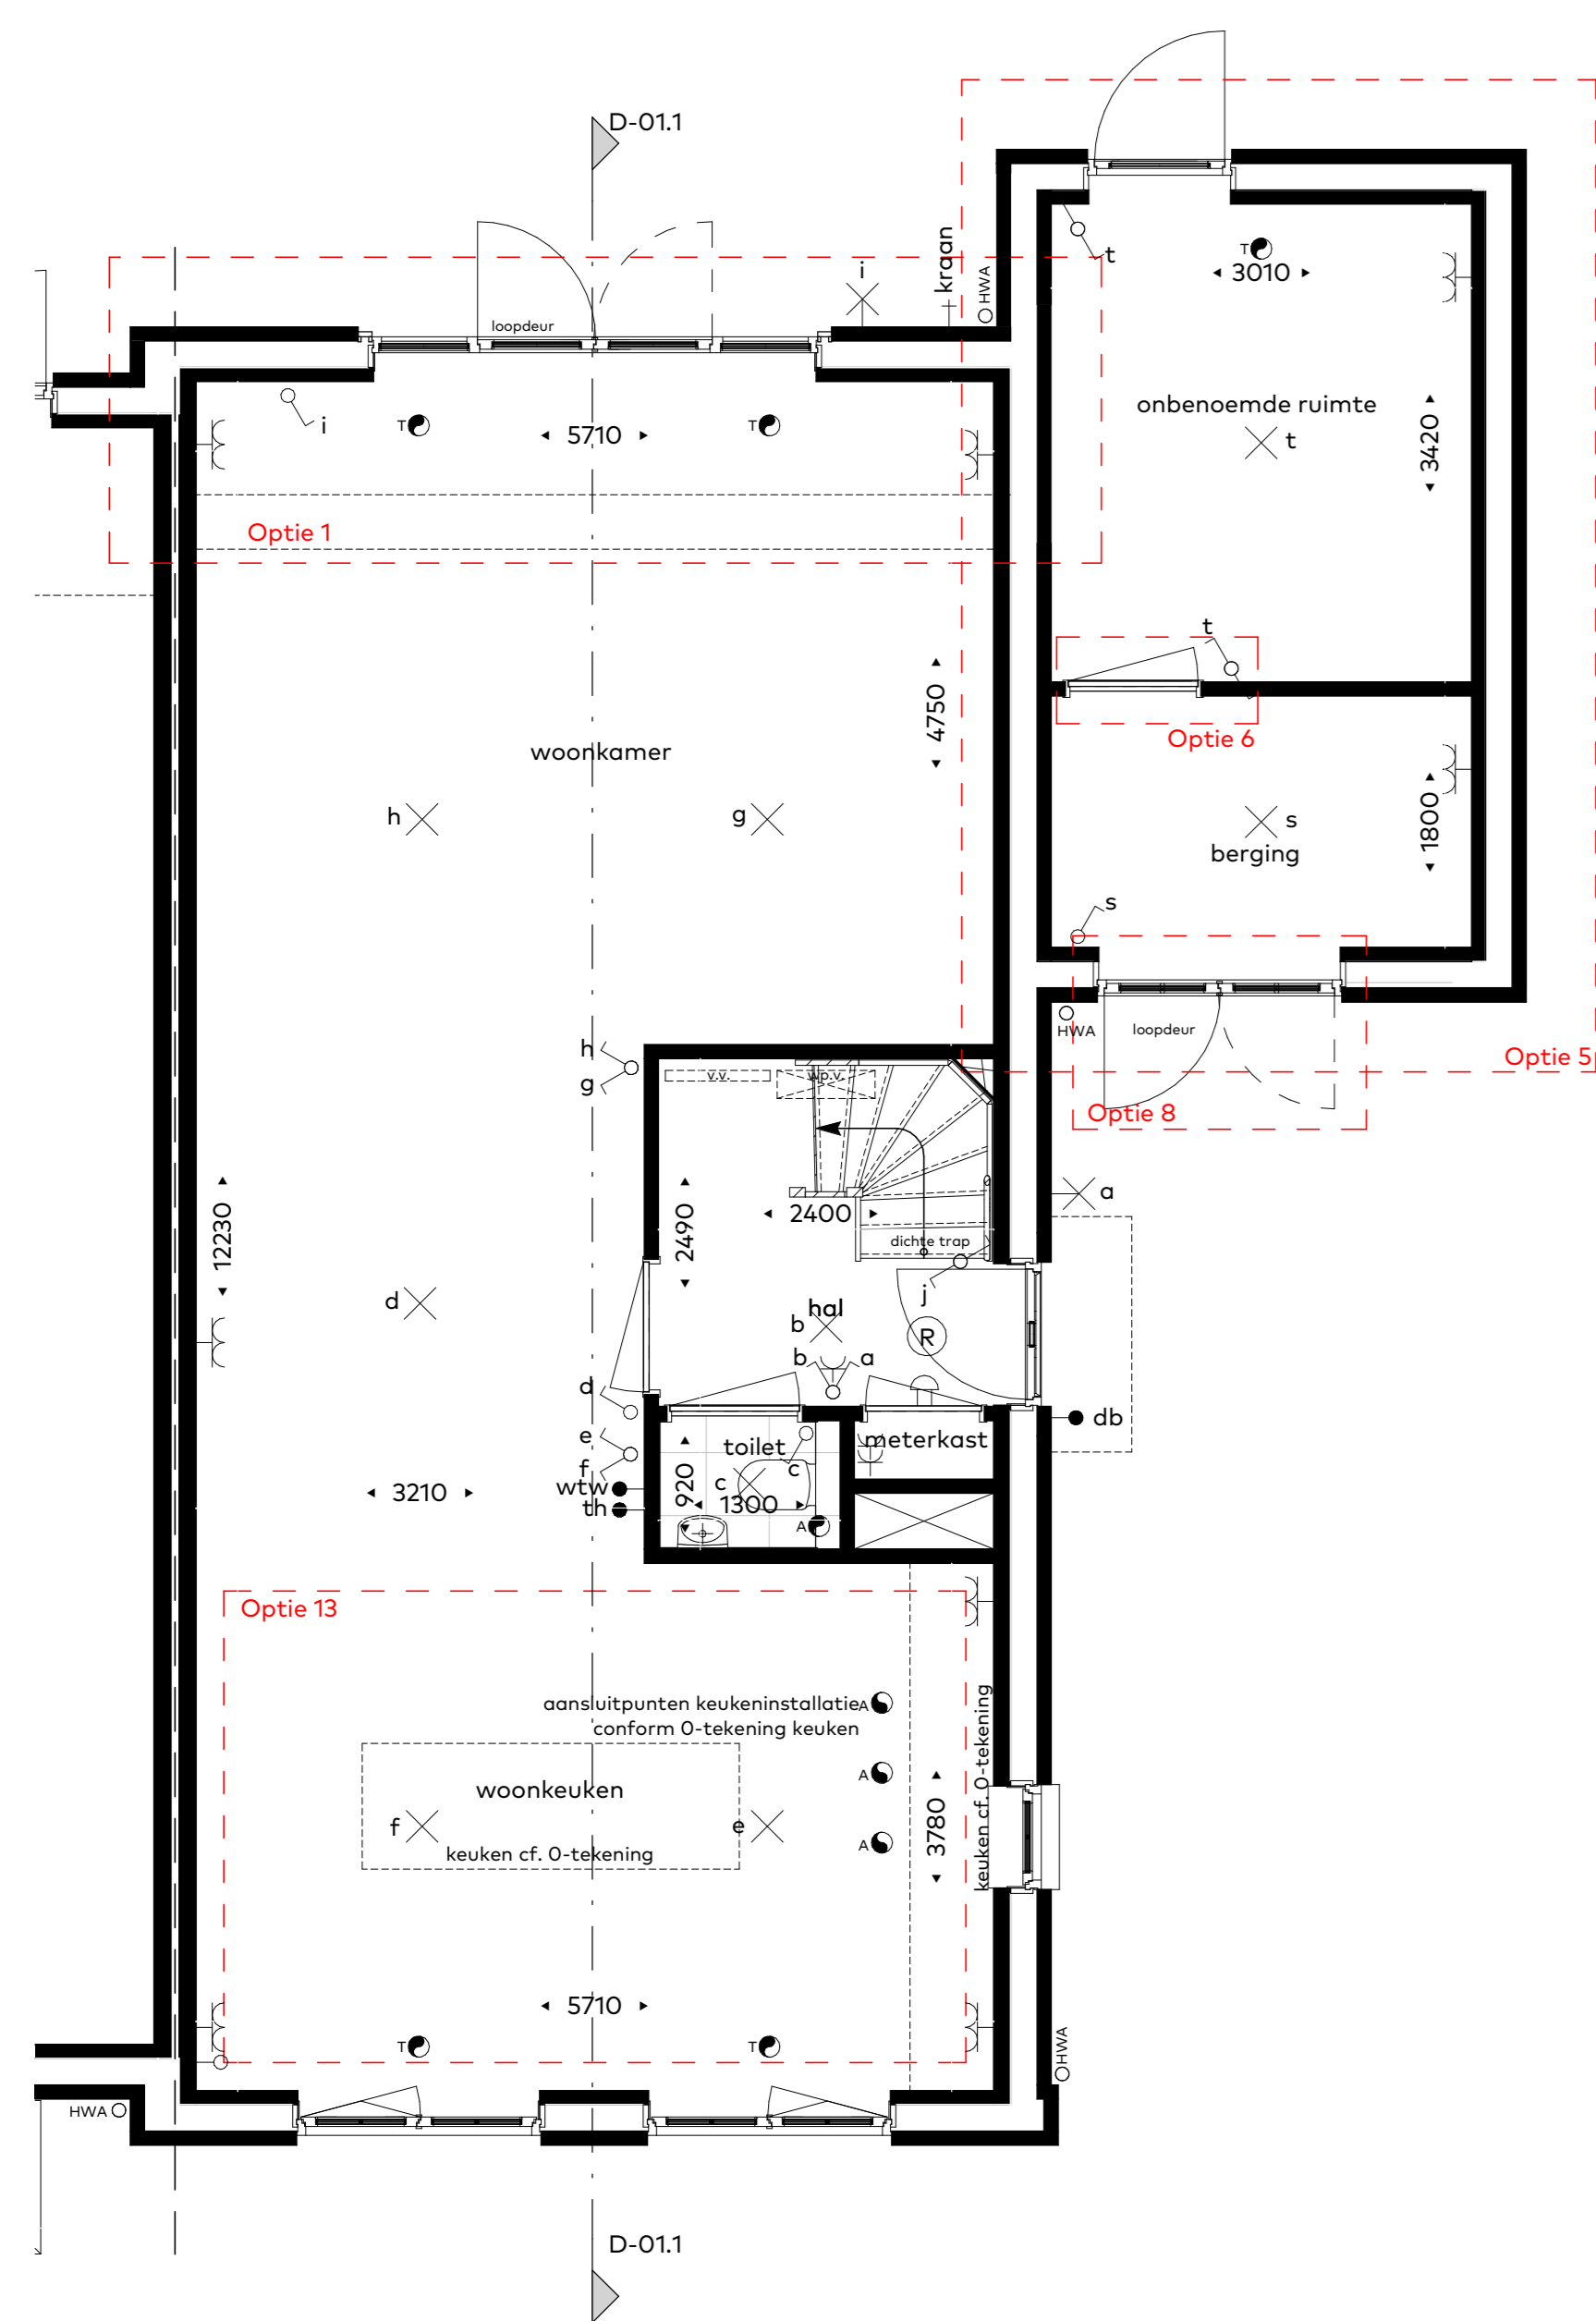 D-01.1
kraan
i
HWA
loopdeur
t
T
3010
i
T
5710
T
onbenoemde ruimte
t
3420
Optie 1
t
4750
Optie 6
woonkamer
h
g
1800
s
berging
s
HWA
loopdeur
Optie 5
h
g
v.v.
wp.v.
Optie 8
a
12230
2490
2400
dichte trap
j
d
hal
b
R
b
a
d
db
e
toilet
meterkast
f
c
c
wtw
920
3210
1300
th
A
Optie 13
aansluitpunten keukeninstallatie
A
conform 0-tekening keuken
keuken cf. 0-tekening
A
woonkeuken
3780
f
e
A
keuken cf. 0-tekening
5710
T
T
HWA
HWA
D-01.1